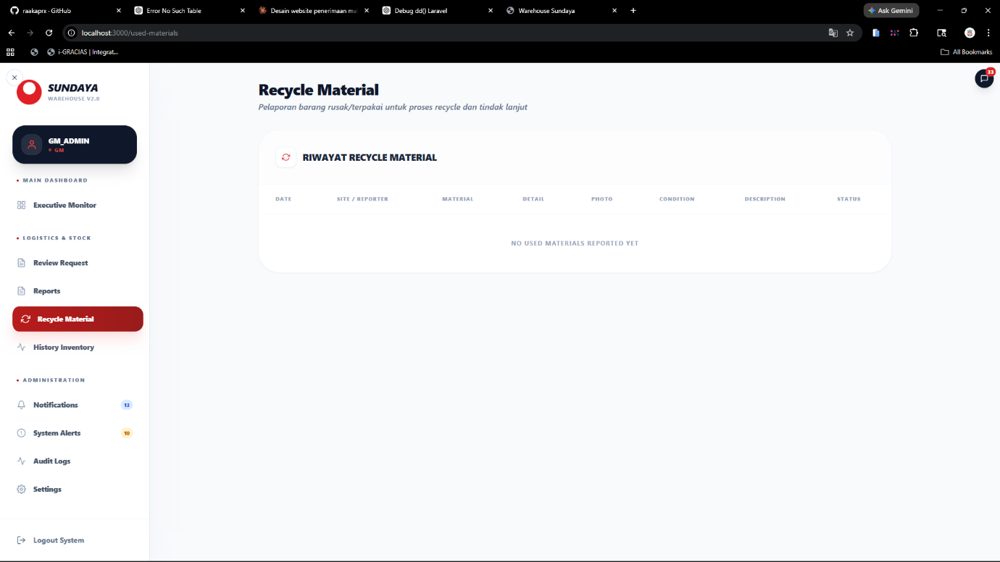 raakaprx · GitHub
Error No Such Table
Desain website penerimaan ma
Debug dd() Laravel
Warehouse Sundaya
Ask Gemini
localhost:3000/used-materials
i-GRACIAS | Integrat...
All Bookmarks
SUNDAYA
WAREHOUSE V2.0
GM_ADMIN
GM
MAIN DASHBOARD
Executive Monitor
LOGISTICS & STOCK
Review Request
Reports
Recycle Material
History Inventory
ADMINISTRATION
Notifications 13
System Alerts 10
Audit Logs
Settings
Logout System
33
Recycle Material
Pelaporan barang rusak/terpakai untuk proses recycle dan tindak lanjut
RIWAYAT RECYCLE MATERIAL
DATE SITE / REPORTER MATERIAL DETAIL PHOTO CONDITION DESCRIPTION STATUS
NO USED MATERIALS REPORTED YET